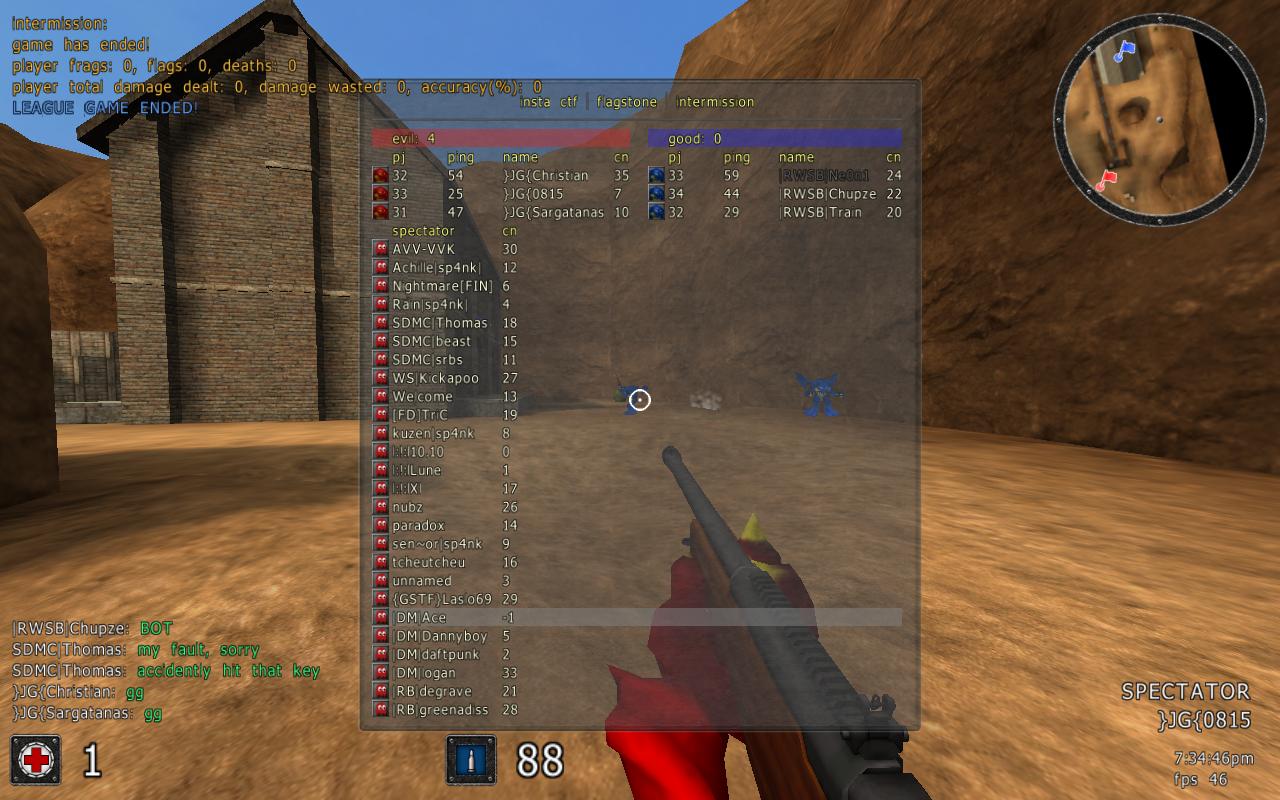 intermission:
game has ended!
player frags: 0, flags: 0, deaths: 0
player total damage dealt: 0, damage wasted: 0, accuracy(%): 0
LEAGUE GAME ENDED!
insta ctf | flagstone | intermission
evil: 4 good: 0
pj ping name cn pj ping name cn
32 54 }JG{Christian 35 33 59 |RWSB|Ne0n1 24
33 25 }JG{0815 7 34 44 |RWSB|Chupze 22
31 47 }JG{Sargatanas 10 32 29 |RWSB|Train 20
spectator cn
AVV-VVK 30
Achille|sp4nk| 12
Nightmare[FIN] 6
Rain|sp4nk| 4
SDMC|Thomas 18
SDMC|beast 15
SDMC|srbs 11
WS|Kickapoo 27
Welcome 13
[FD]TriC 19
kuzen|sp4nk 8
|:!:|10.10 0
|:!:|Lune 1
|:!:|X| 17
nubz 26
paradox 14
sen~or|sp4nk 9
tcheutcheu 16
unnamed 3
{GSTF}Laslo69 29
|DM|Ace -1
|DM|Dannyboy 5
|DM|daftpunk 2
|DM|logan 33
|RB|degrave 21
|RB|greenadiss 28
|RWSB|Chupze: BOT
SDMC|Thomas: my fault, sorry
SDMC|Thomas: accidently hit that key
}JG{Christian: gg
}JG{Sargatanas: gg
1
88
SPECTATOR
}JG{0815
7:34:46pm
fps 46